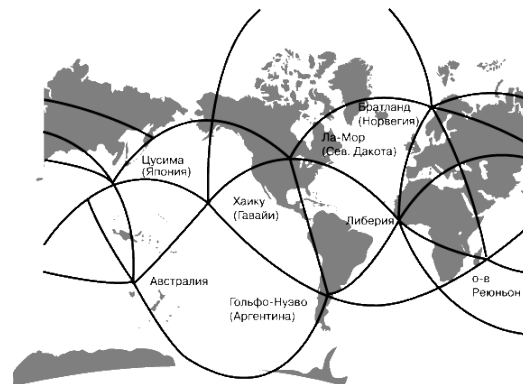 Братланд
(Норвегия)
Ла-Мор
(Сев. Дакота)
Цусима
(Япония)
Хаику
(Гавайи)
Либерия
Австралия
о-в
Реюньон
Гольфо-Нуэво
(Аргентина)